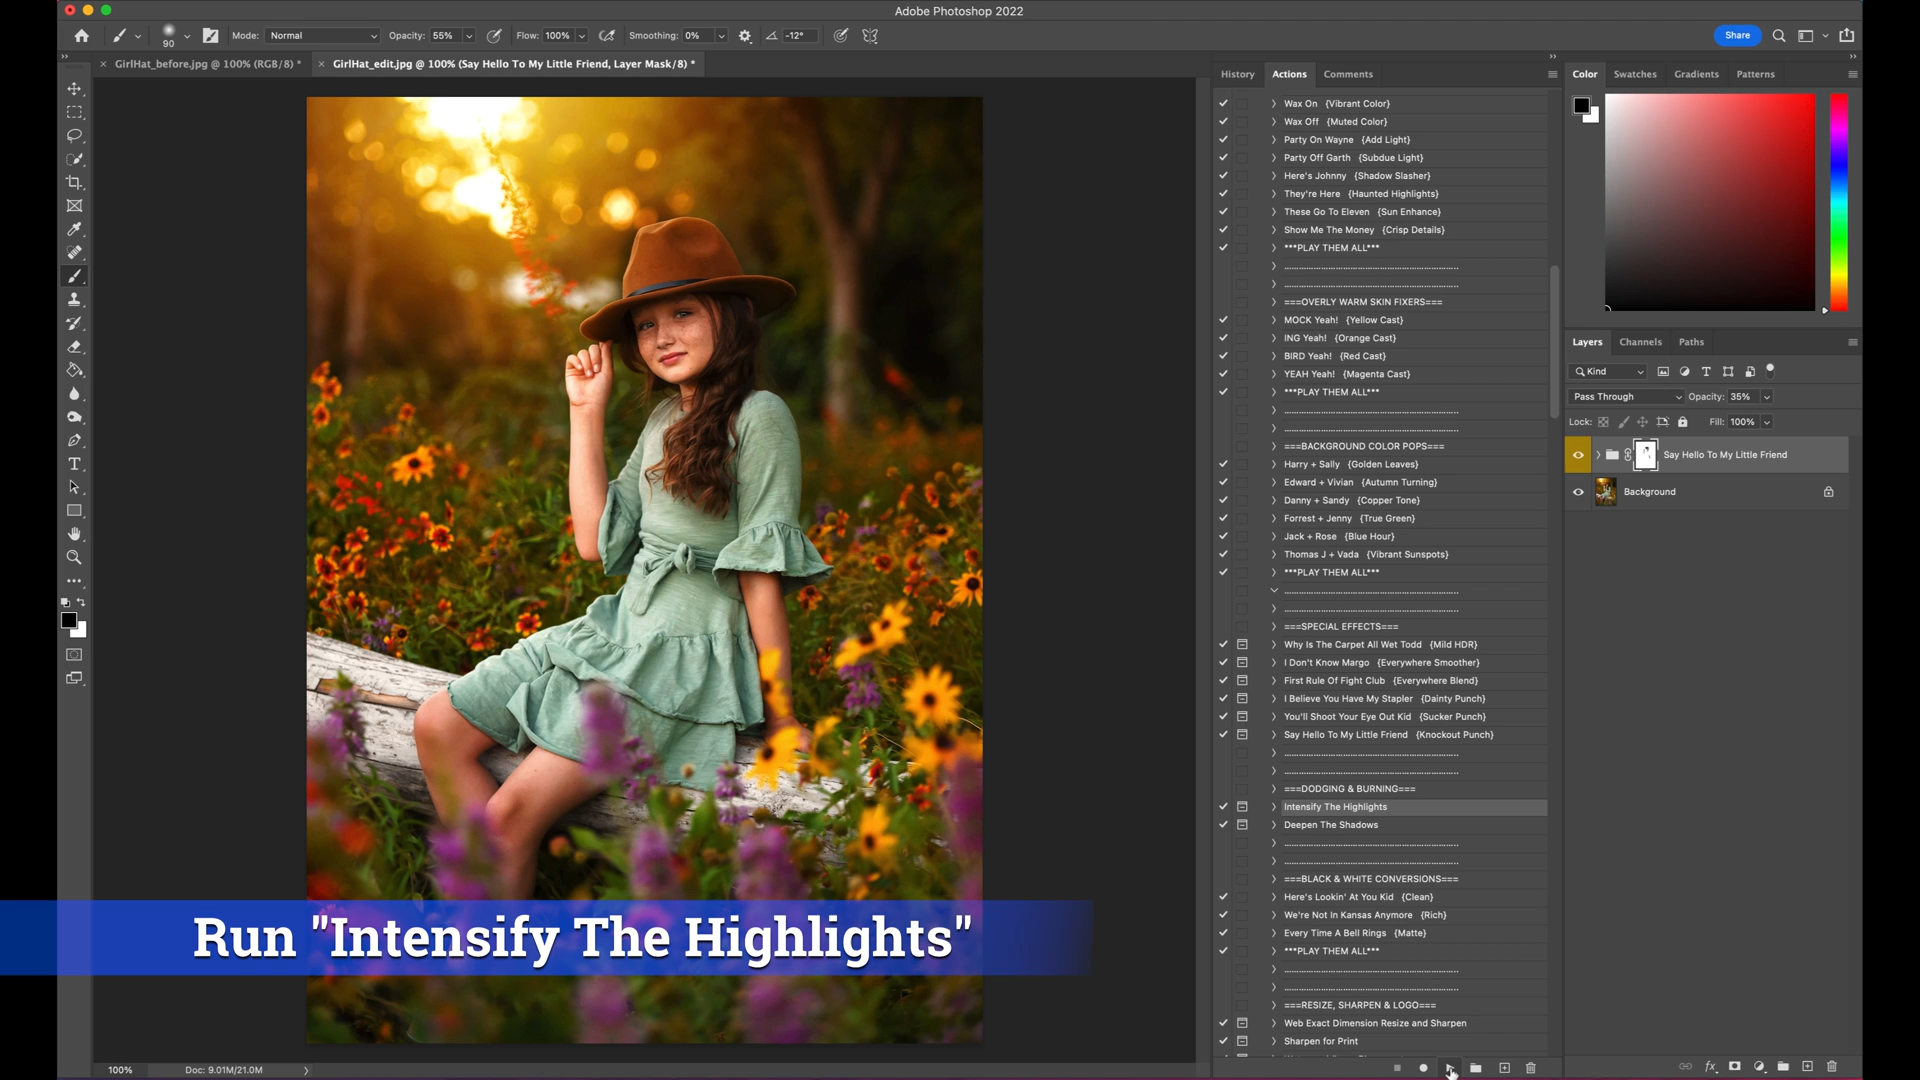 Adobe Photoshop 2022
90
Mode: Normal
Opacity: 55%
Flow: 100%
Smoothing: 0%
-12°
Share
GirlHat_before.jpg @ 100% (RGB/8) *
GirlHat_edit.jpg @ 100% (Say Hello To My Little Friend, Layer Mask/8) *
History
Actions
Comments
Wax On {Vibrant Color}
Wax Off {Muted Color}
Party On Wayne {Add Light}
Party Off Garth {Subdue Light}
Here's Johnny {Shadow Slasher}
They're Here {Haunted Highlights}
These Go To Eleven {Sun Enhance}
Show Me The Money {Crisp Details}
***PLAY THEM ALL***
===OVERLY WARM SKIN FIXERS===
MOCK Yeah! {Yellow Cast}
ING Yeah! {Orange Cast}
BIRD Yeah! {Red Cast}
YEAH Yeah! {Magenta Cast}
***PLAY THEM ALL***
===BACKGROUND COLOR POPS===
Harry + Sally {Golden Leaves}
Edward + Vivian {Autumn Turning}
Danny + Sandy {Copper Tone}
Forrest + Jenny {True Green}
Jack + Rose {Blue Hour}
Thomas J + Vada {Vibrant Sunspots}
***PLAY THEM ALL***
===SPECIAL EFFECTS===
Why Is The Carpet All Wet Todd {Mild HDR}
I Don't Know Margo {Everywhere Smoother}
First Rule Of Fight Club {Everywhere Blend}
I Believe You Have My Stapler {Dainty Punch}
You'll Shoot Your Eye Out Kid {Sucker Punch}
Say Hello To My Little Friend {Knockout Punch}
===DODGING & BURNING===
Intensify The Highlights
Deepen The Shadows
===BLACK & WHITE CONVERSIONS===
Here's Lookin' At You Kid {Clean}
We're Not In Kansas Anymore {Rich}
Every Time A Bell Rings {Matte}
***PLAY THEM ALL***
===RESIZE, SHARPEN & LOGO===
Web Exact Dimension Resize and Sharpen
Sharpen for Print
Color
Swatches
Gradients
Patterns
Layers
Channels
Paths
Kind
Pass Through
Opacity: 35%
Lock:
Fill: 100%
Say Hello To My Little Friend
Background
Run "Intensify The Highlights"
100%
Doc: 9.01M/21.0M